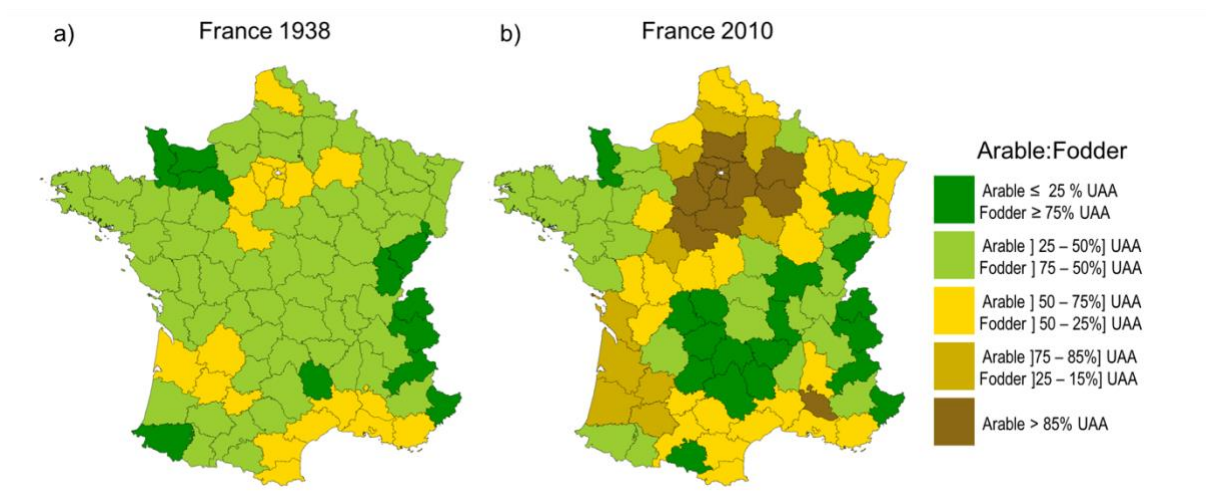 a)
France 1938
b)
France 2010
Arable:Fodder
Arable ≤ 25 % UAA
Fodder ≥ 75% UAA
Arable ] 25 – 50%] UAA
Fodder ] 75 – 50%] UAA
Arable ] 50 – 75%] UAA
Fodder ] 50 – 25%] UAA
Arable ]75 – 85%] UAA
Fodder ]25 – 15%] UAA
Arable > 85% UAA